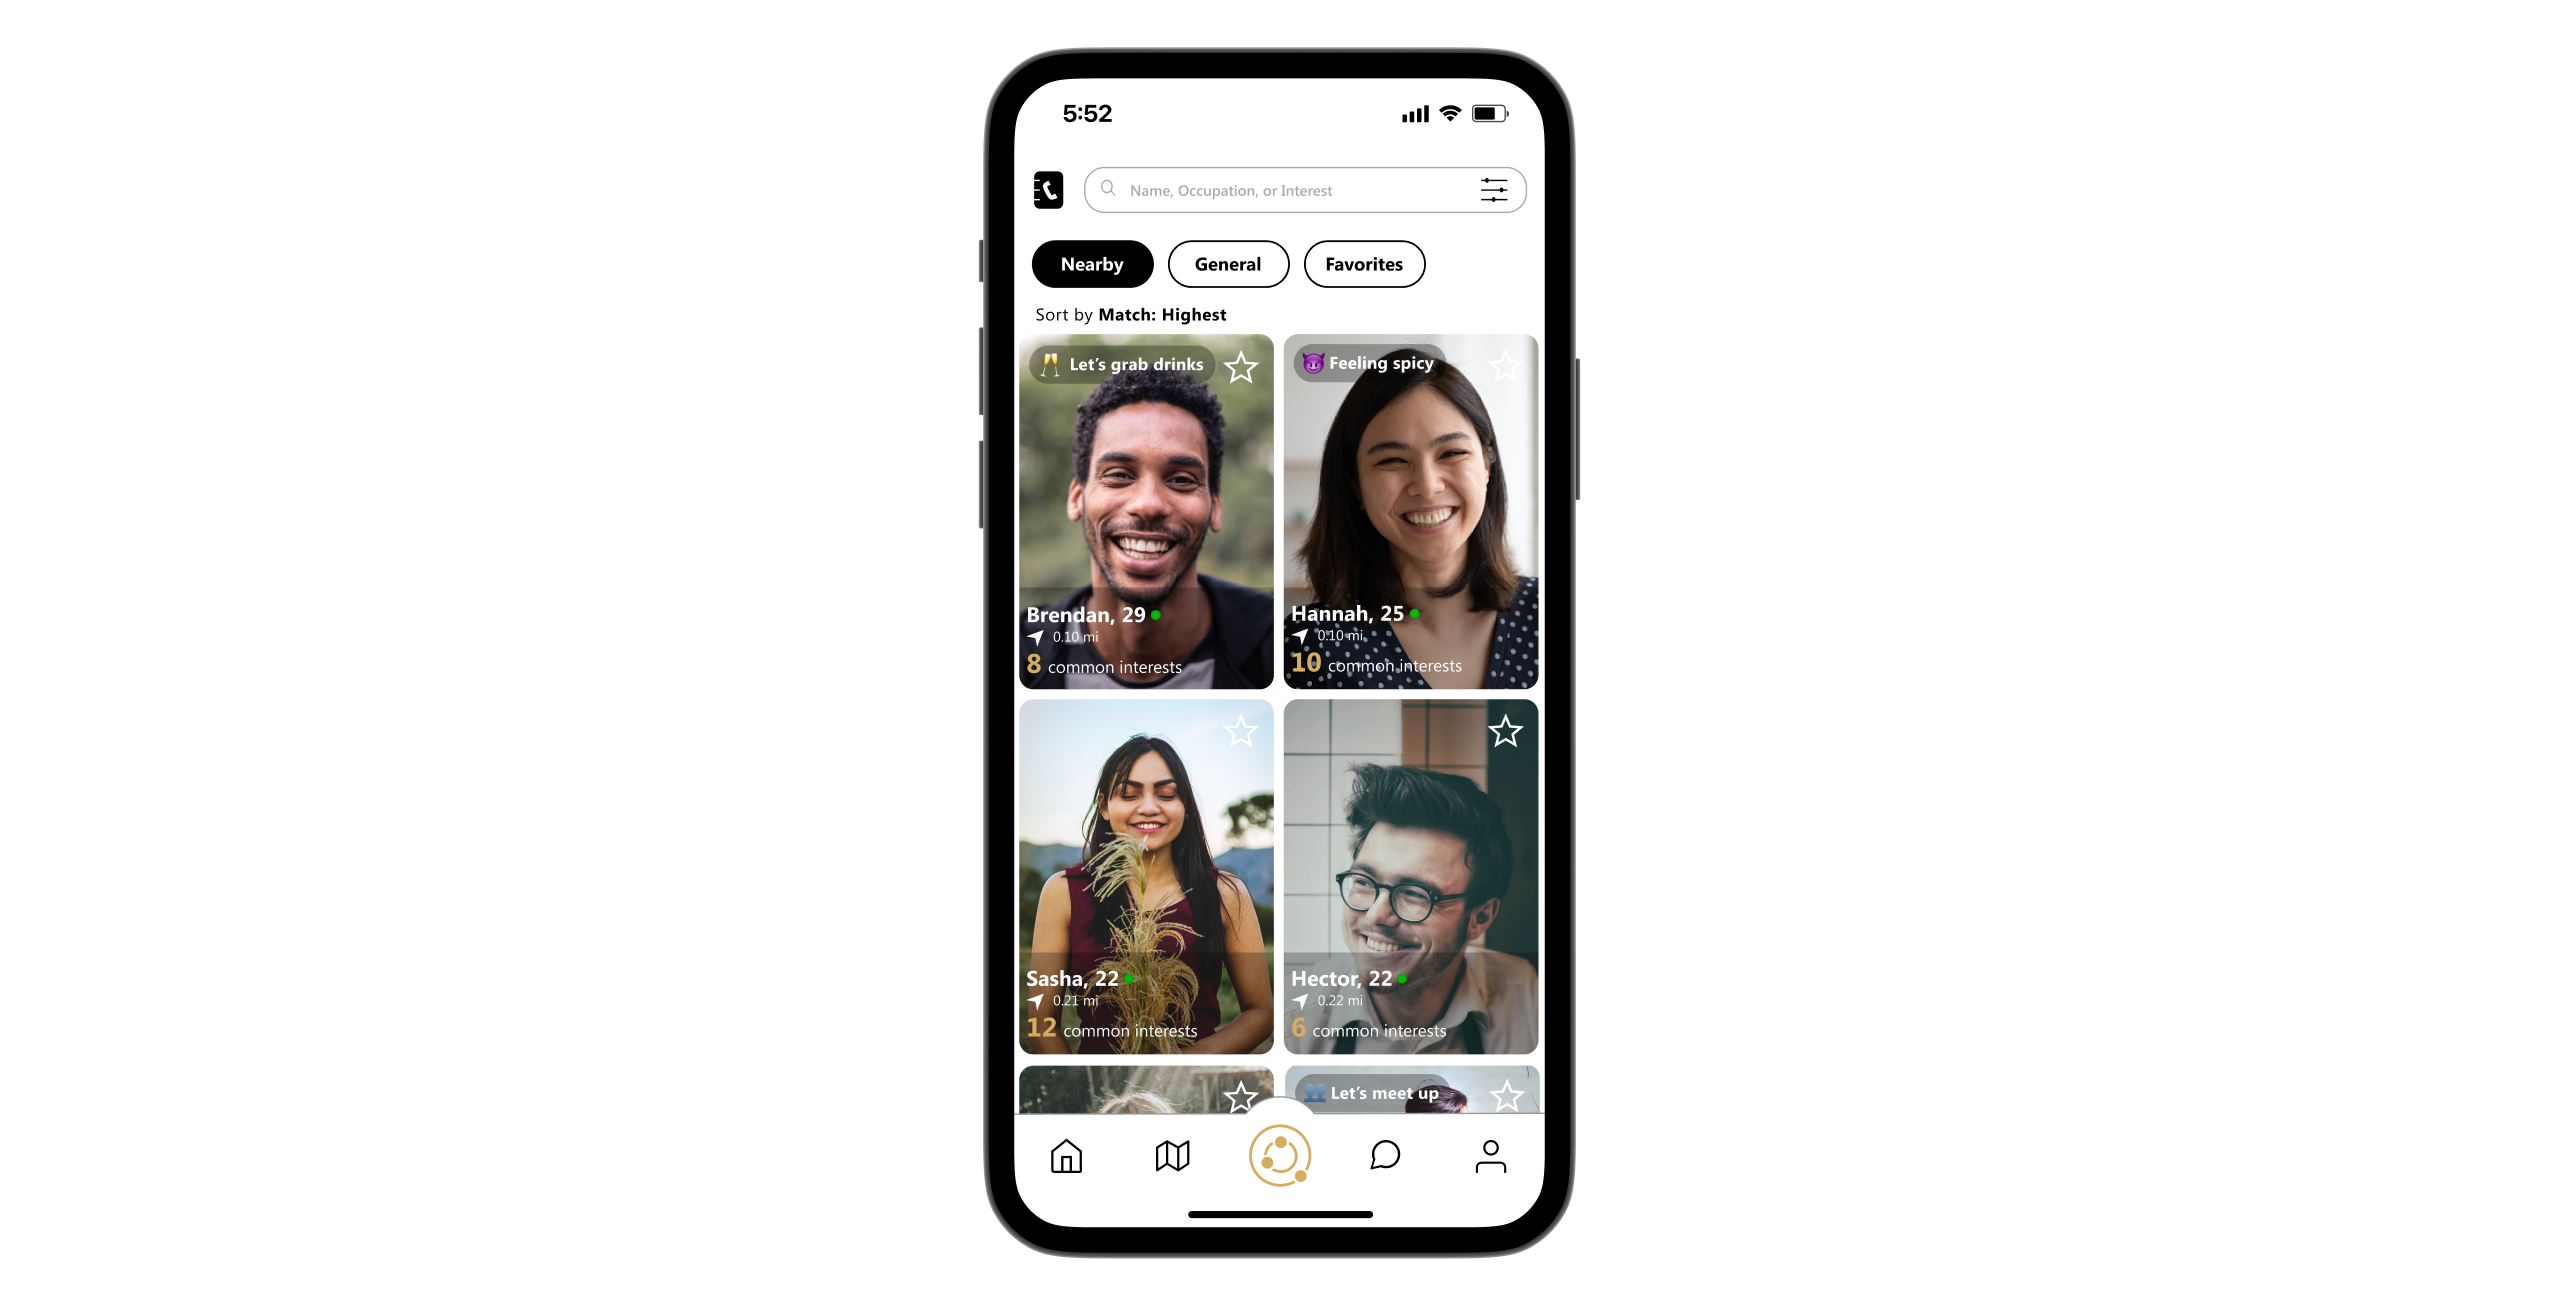 5:52
Name, Occupation, or Interest
Nearby
General
Favorites
Sort by Match: Highest
Let's grab drinks
Feeling spicy
Brendan, 29
0.10 mi
8 common interests
Hannah, 25
0.10 mi
10 common interests
Sasha, 22
0.21 mi
12 common interests
Hector, 22
0.22 mi
6 common interests
Let's meet up